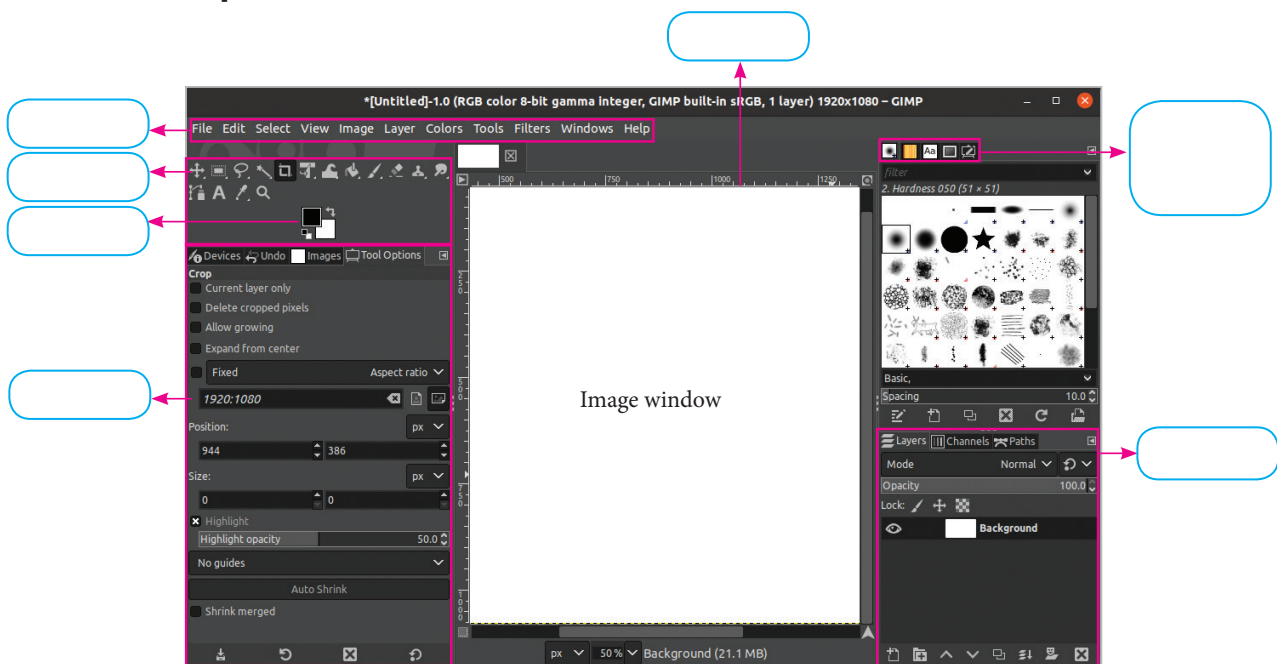 *[Untitled]-1.0 (RGB color 8-bit gamma integer, GIMP built-in sRGB, 1 layer) 1920x1080 – GIMP
File Edit Select View Image Layer Colors Tools Filters Windows Help
Aa
500 750 1000 1250
filter
2. Hardness 050 (51 × 51)
A
Devices Undo Images Tool Options
Crop
Current layer only
Delete cropped pixels
Allow growing
Expand from center
Fixed Aspect ratio
1920:1080
Position: px
944 386
Size: px
0 0
Highlight
Highlight opacity 50.0
No guides
Auto Shrink
Shrink merged
250
500
750
1000
Image window
px 50 % Background (21.1 MB)
Basic,
Spacing 10.0
Layers Channels Paths
Mode Normal
Opacity 100.0
Lock:
Background